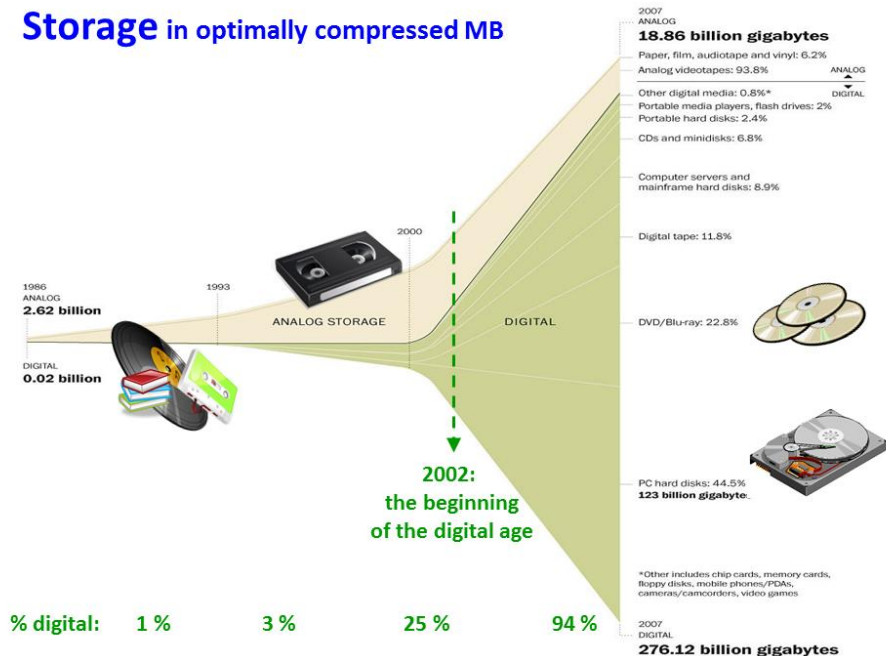 Storage in optimally compressed MB
2007
ANALOG
18.86 billion gigabytes
Paper, film, audiotape and vinyl: 6.2%
Analog videotapes: 93.8%
ANALOG
DIGITAL
Other digital media: 0.8%*
Portable media players, flash drives: 2%
Portable hard disks: 2.4%
CDs and minidisks: 6.8%
Computer servers and
mainframe hard disks: 8.9%
Digital tape: 11.8%
2000
1993
1986
ANALOG
2.62 billion
ANALOG STORAGE
DIGITAL
DVD/Blu-ray: 22.8%
DIGITAL
0.02 billion
2002:
the beginning
of the digital age
PC hard disks: 44.5%
123 billion gigabyte
*Other includes chip cards, memory cards,
floppy disks, mobile phones/PDAs,
cameras/camcorders, video games
% digital: 1 % 3 % 25 % 94 %
2007
DIGITAL
276.12 billion gigabytes